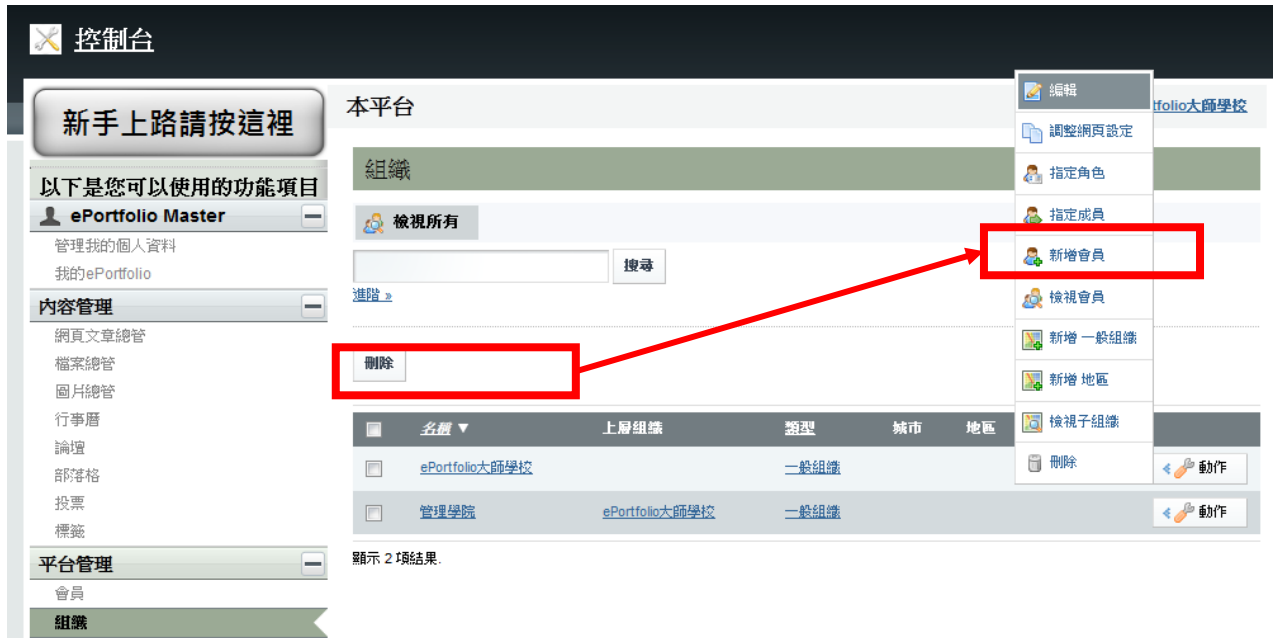 控制台
新手上路請按這裡
以下是您可以使用的功能項目
ePortfolio Master
管理我的個人資料
我的ePortfolio
內容管理
網頁文章總管
檔案總管
圖片總管
行事曆
論壇
部落格
投票
標籤
平台管理
會員
組織
本平台
tfolio大師學校
組織
檢視所有
搜尋
進階 »
刪除
名稱 ▼ 上層組織 類型 城市 地區
ePortfolio大師學校 一般組織 動作
管理學院 ePortfolio大師學校 一般組織 動作
顯示 2 項結果.
編輯
調整網頁設定
指定角色
指定成員
新增會員
檢視會員
新增 一般組織
新增 地區
檢視子組織
刪除